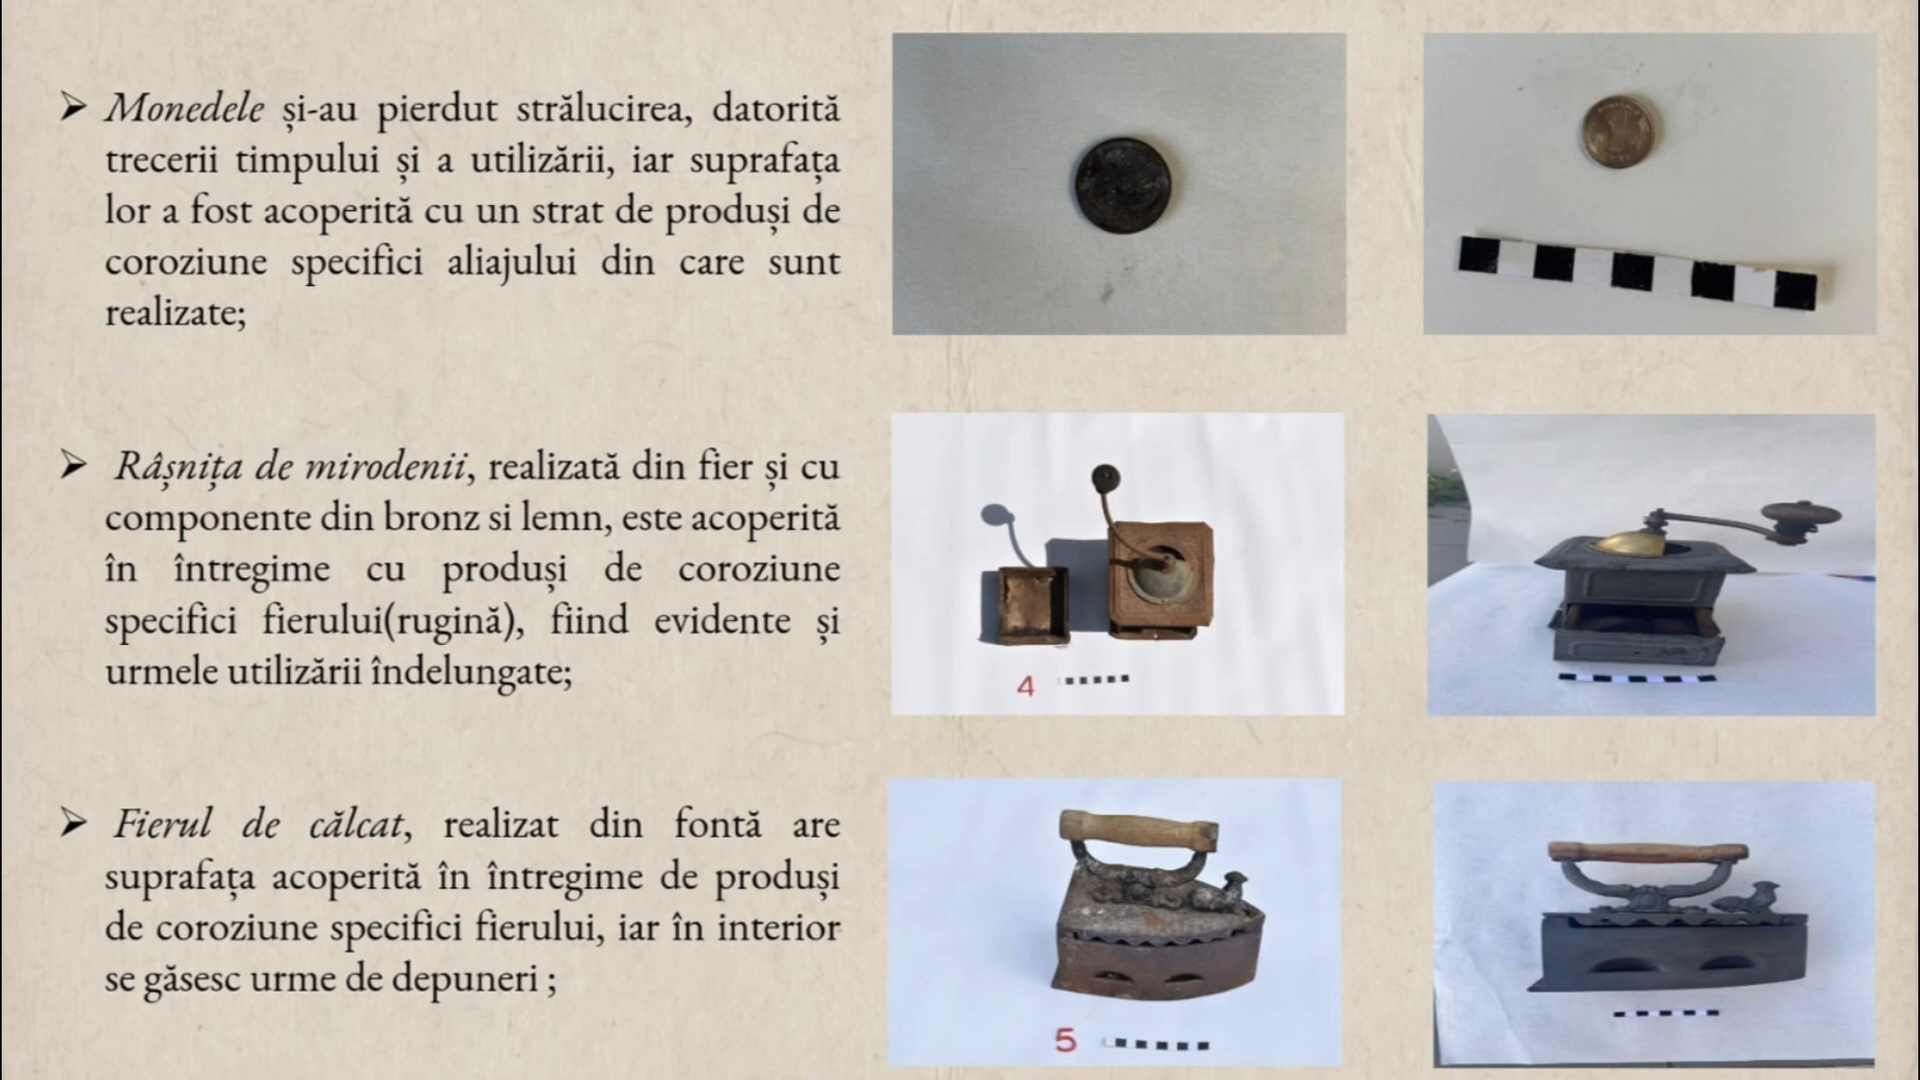 ➢ Monedele și-au pierdut strălucirea, datorită
trecerii timpului și a utilizării, iar suprafața
lor a fost acoperită cu un strat de produși de
coroziune specifici aliajului din care sunt
realizate;
➢ Râșnița de mirodenii, realizată din fier și cu
componente din bronz si lemn, este acoperită
în întregime cu produși de coroziune
specifici fierului(rugină), fiind evidente și
urmele utilizării îndelungate;
4
➢ Fierul de călcat, realizat din fontă are
suprafața acoperită în întregime de produși
de coroziune specifici fierului, iar în interior
se găsesc urme de depuneri ;
5